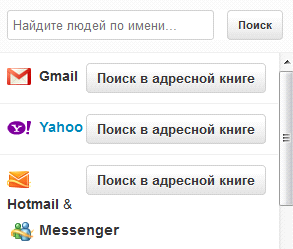 Найдите людей по имени… Поиск
Gmail Поиск в адресной книге
Y! Yahoo Поиск в адресной книге
Поиск в адресной книге
Hotmail &
Messenger